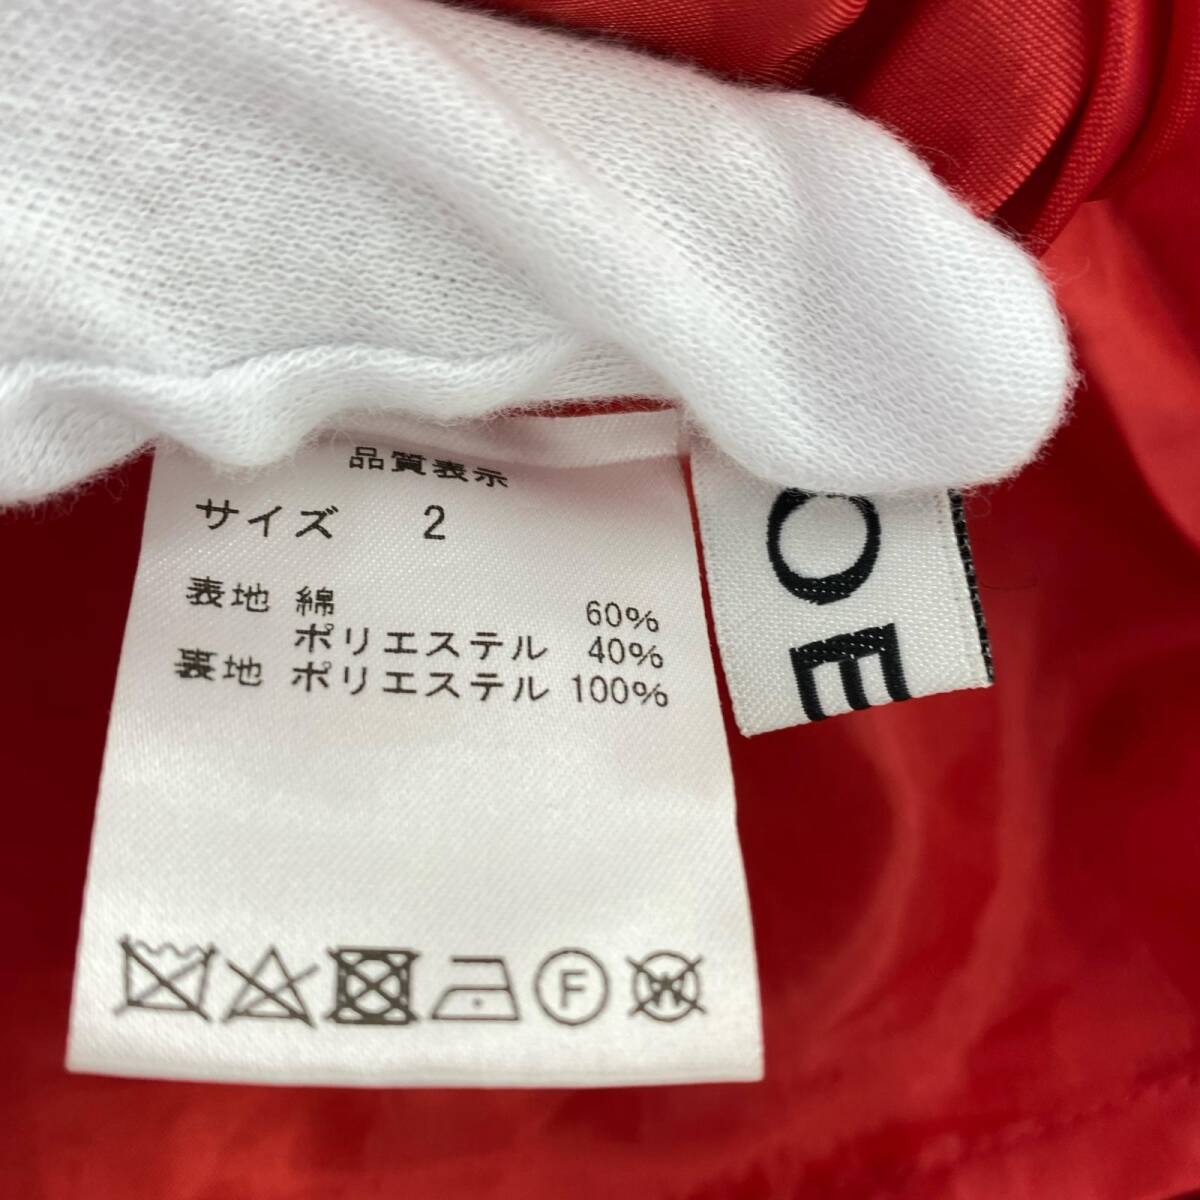 品質表示
サイズ 2
表地 綿 60%
ポリエステル 40%
裏地 ポリエステル 100%
F
W
OE